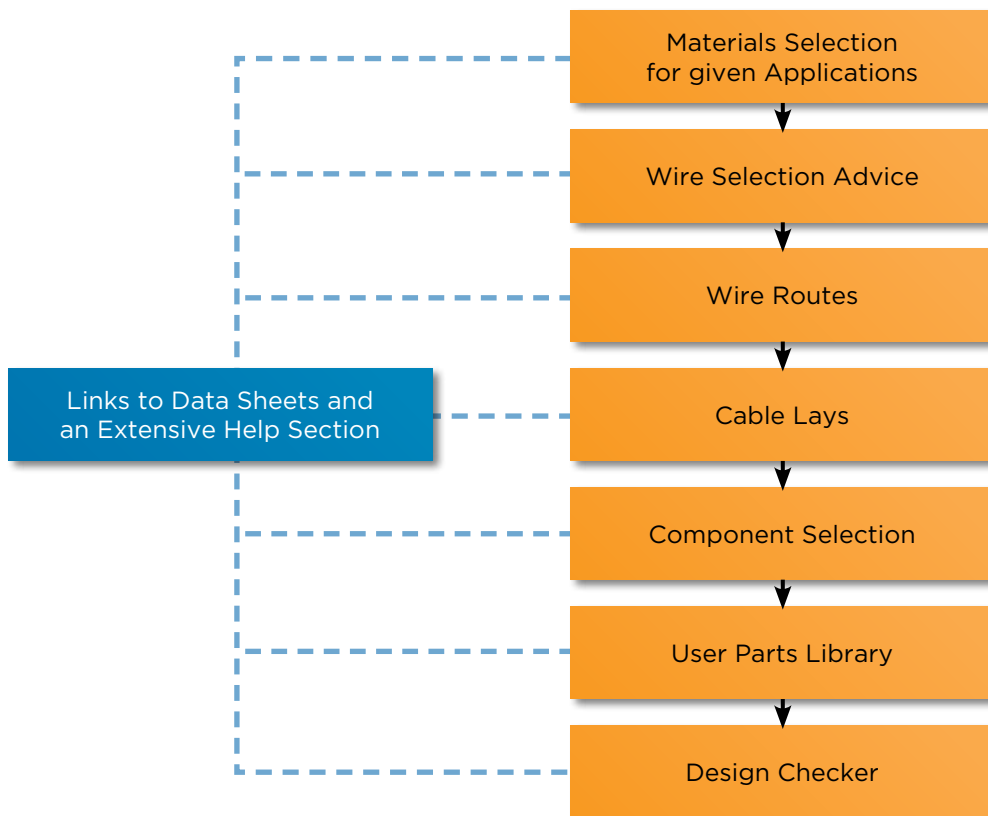 Materials Selection
for given Applications
Wire Selection Advice
Wire Routes
Links to Data Sheets and
an Extensive Help Section
Cable Lays
Component Selection
User Parts Library
Design Checker